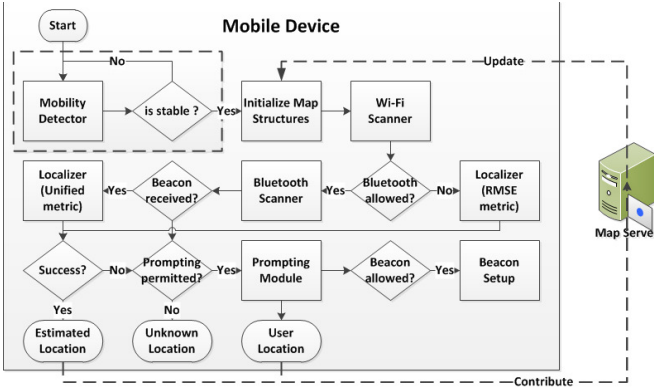 Start
Mobile Device
No
Update
Mobility
Detector
is stable ?
Yes
Initialize Map
Structures
Wi-Fi
Scanner
Localizer
(Unified
metric)
Yes
Beacon
received?
Bluetooth
Scanner
Yes
Bluetooth
allowed?
No
Localizer
(RMSE
metric)
Map Serve
Success?
No
Prompting
permitted?
Yes
Prompting
Module
Beacon
allowed?
Yes
Beacon
Setup
Yes
No
Estimated
Location
Unknown
Location
User
Location
Contribute